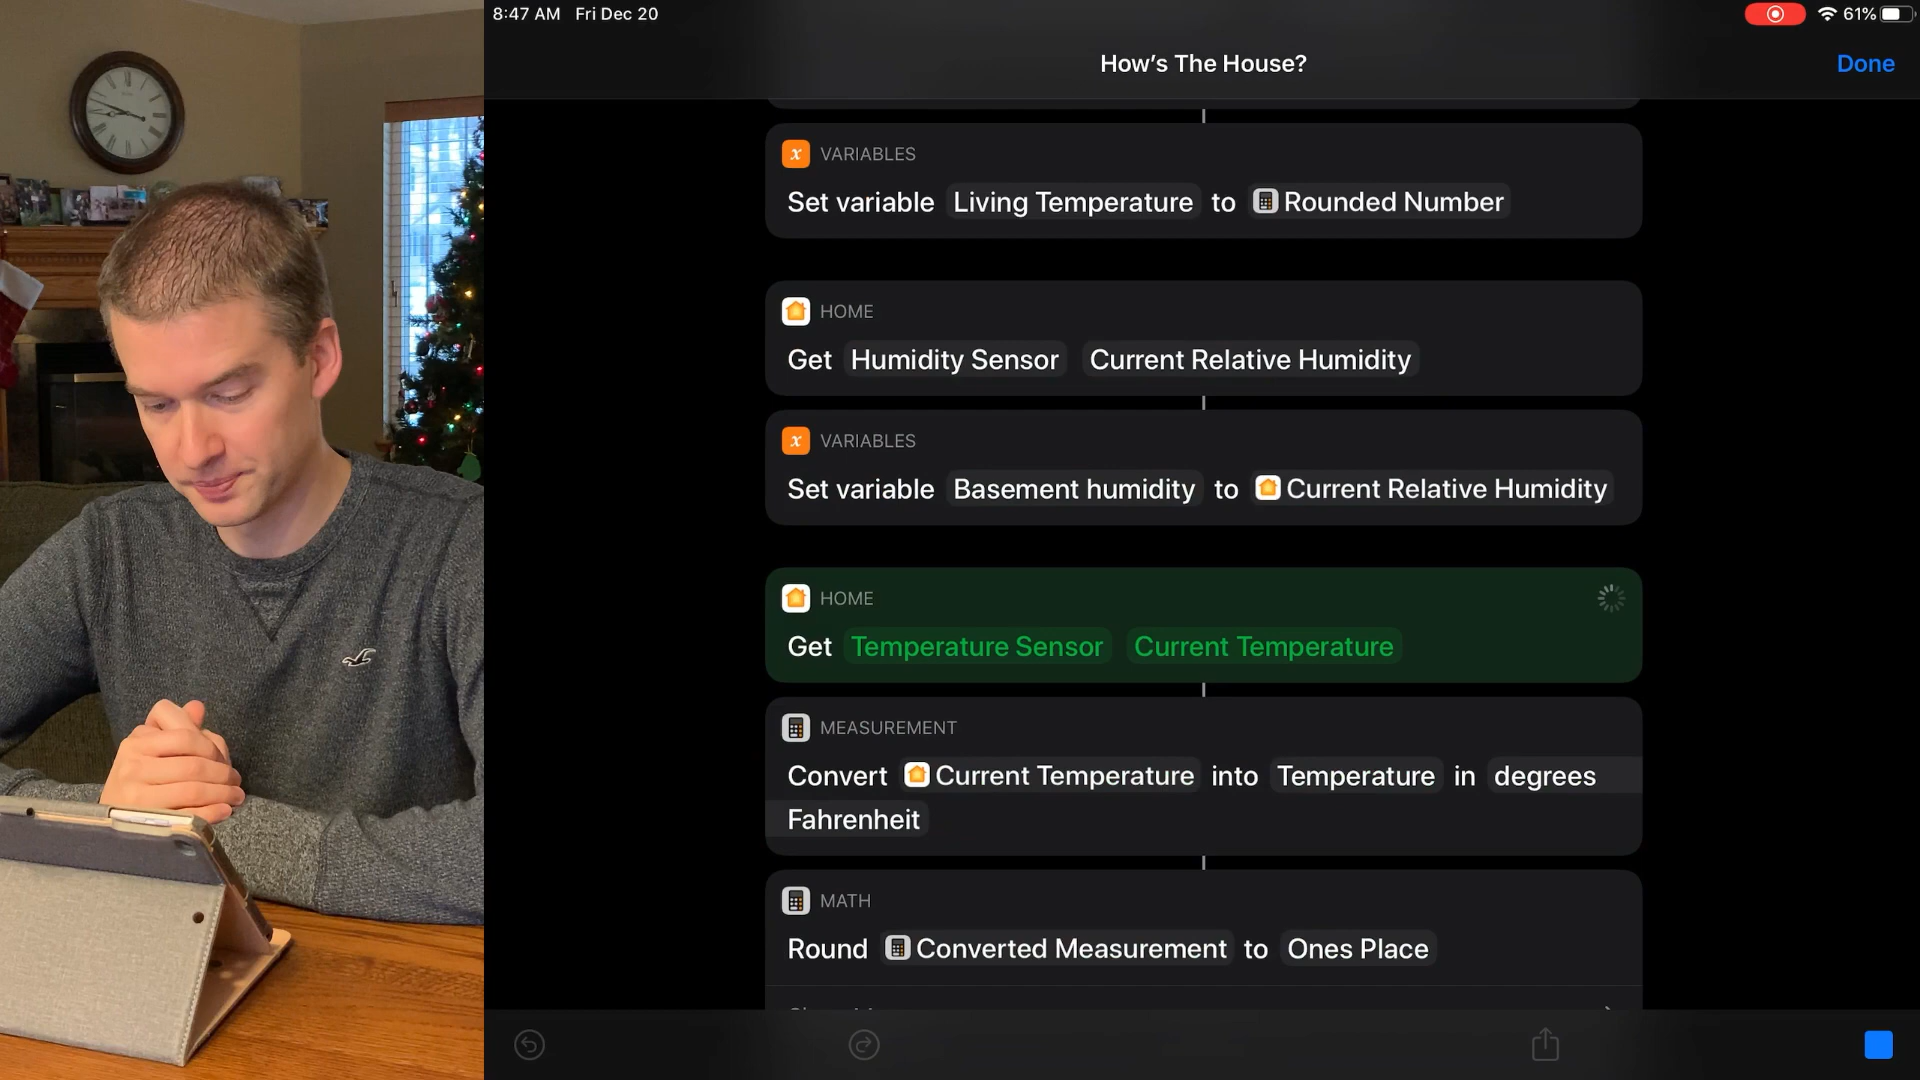 8:47 AM Fri Dec 20
61%
How's The House?
Done
VARIABLES
Set variable Living Temperature to Rounded Number
HOME
Get Humidity Sensor Current Relative Humidity
VARIABLES
Set variable Basement humidity to Current Relative Humidity
HOME
Get Temperature Sensor Current Temperature
MEASUREMENT
Convert Current Temperature into Temperature in degrees
Fahrenheit
MATH
Round Converted Measurement to Ones Place